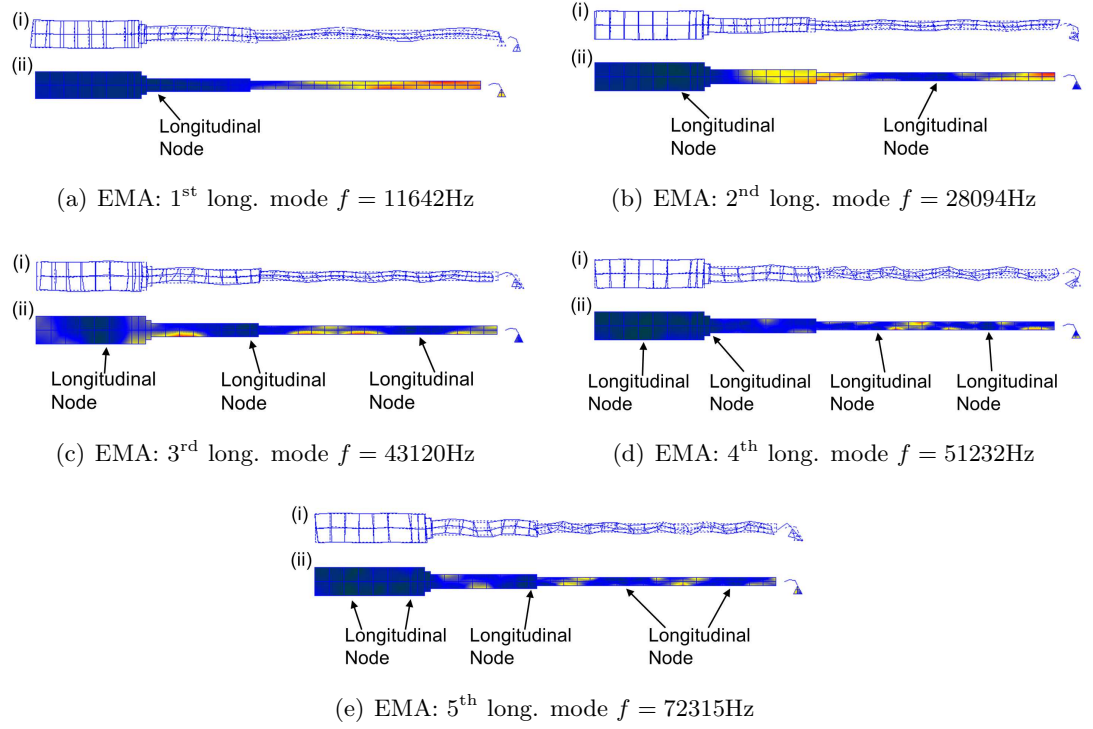 (i)
(ii)
Longitudinal
Node
(a) EMA: 1st long. mode f = 11642Hz
(i)
(ii)
Longitudinal
Node
Longitudinal
Node
(b) EMA: 2nd long. mode f = 28094Hz
(i)
(ii)
Longitudinal
Node
Longitudinal
Node
Longitudinal
Node
(c) EMA: 3rd long. mode f = 43120Hz
(i)
(ii)
Longitudinal
Node
Longitudinal
Node
Longitudinal
Node
Longitudinal
Node
(d) EMA: 4th long. mode f = 51232Hz
(i)
(ii)
Longitudinal
Node
Longitudinal
Node
Longitudinal
Node
(e) EMA: 5th long. mode f = 72315Hz